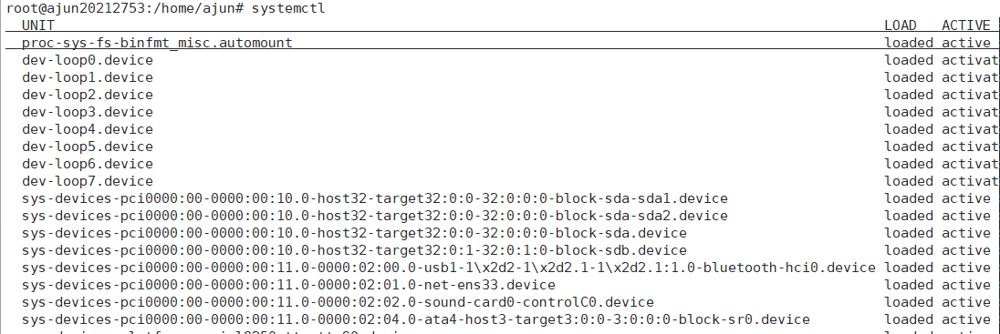 root@ajun20212753:/home/ajun# systemctl
UNIT LOAD ACTIVE
proc-sys-fs-binfmt_misc.automount loaded active
dev-loop0.device loaded activat
dev-loop1.device loaded activat
dev-loop2.device loaded activat
dev-loop3.device loaded activat
dev-loop4.device loaded activat
dev-loop5.device loaded activat
dev-loop6.device loaded activat
dev-loop7.device loaded activat
sys-devices-pci0000:00-0000:00:10.0-host32-target32:0:0-32:0:0:0-block-sda-sda1.device loaded active
sys-devices-pci0000:00-0000:00:10.0-host32-target32:0:0-32:0:0:0-block-sda-sda2.device loaded active
sys-devices-pci0000:00-0000:00:10.0-host32-target32:0:0-32:0:0:0-block-sda.device loaded active
sys-devices-pci0000:00-0000:00:10.0-host32-target32:0:1-32:0:1:0-block-sdb.device loaded active
sys-devices-pci0000:00-0000:00:11.0-0000:02:00.0-usb1-1\x2d2-1\x2d2.1-1\x2d2.1:1.0-bluetooth-hci0.device loaded active
sys-devices-pci0000:00-0000:00:11.0-0000:02:01.0-net-ens33.device loaded active
sys-devices-pci0000:00-0000:00:11.0-0000:02:02.0-sound-card0-controlC0.device loaded active
sys-devices-pci0000:00-0000:00:11.0-0000:02:04.0-ata4-host3-target3:0:0-3:0:0:0-block-sr0.device loaded active